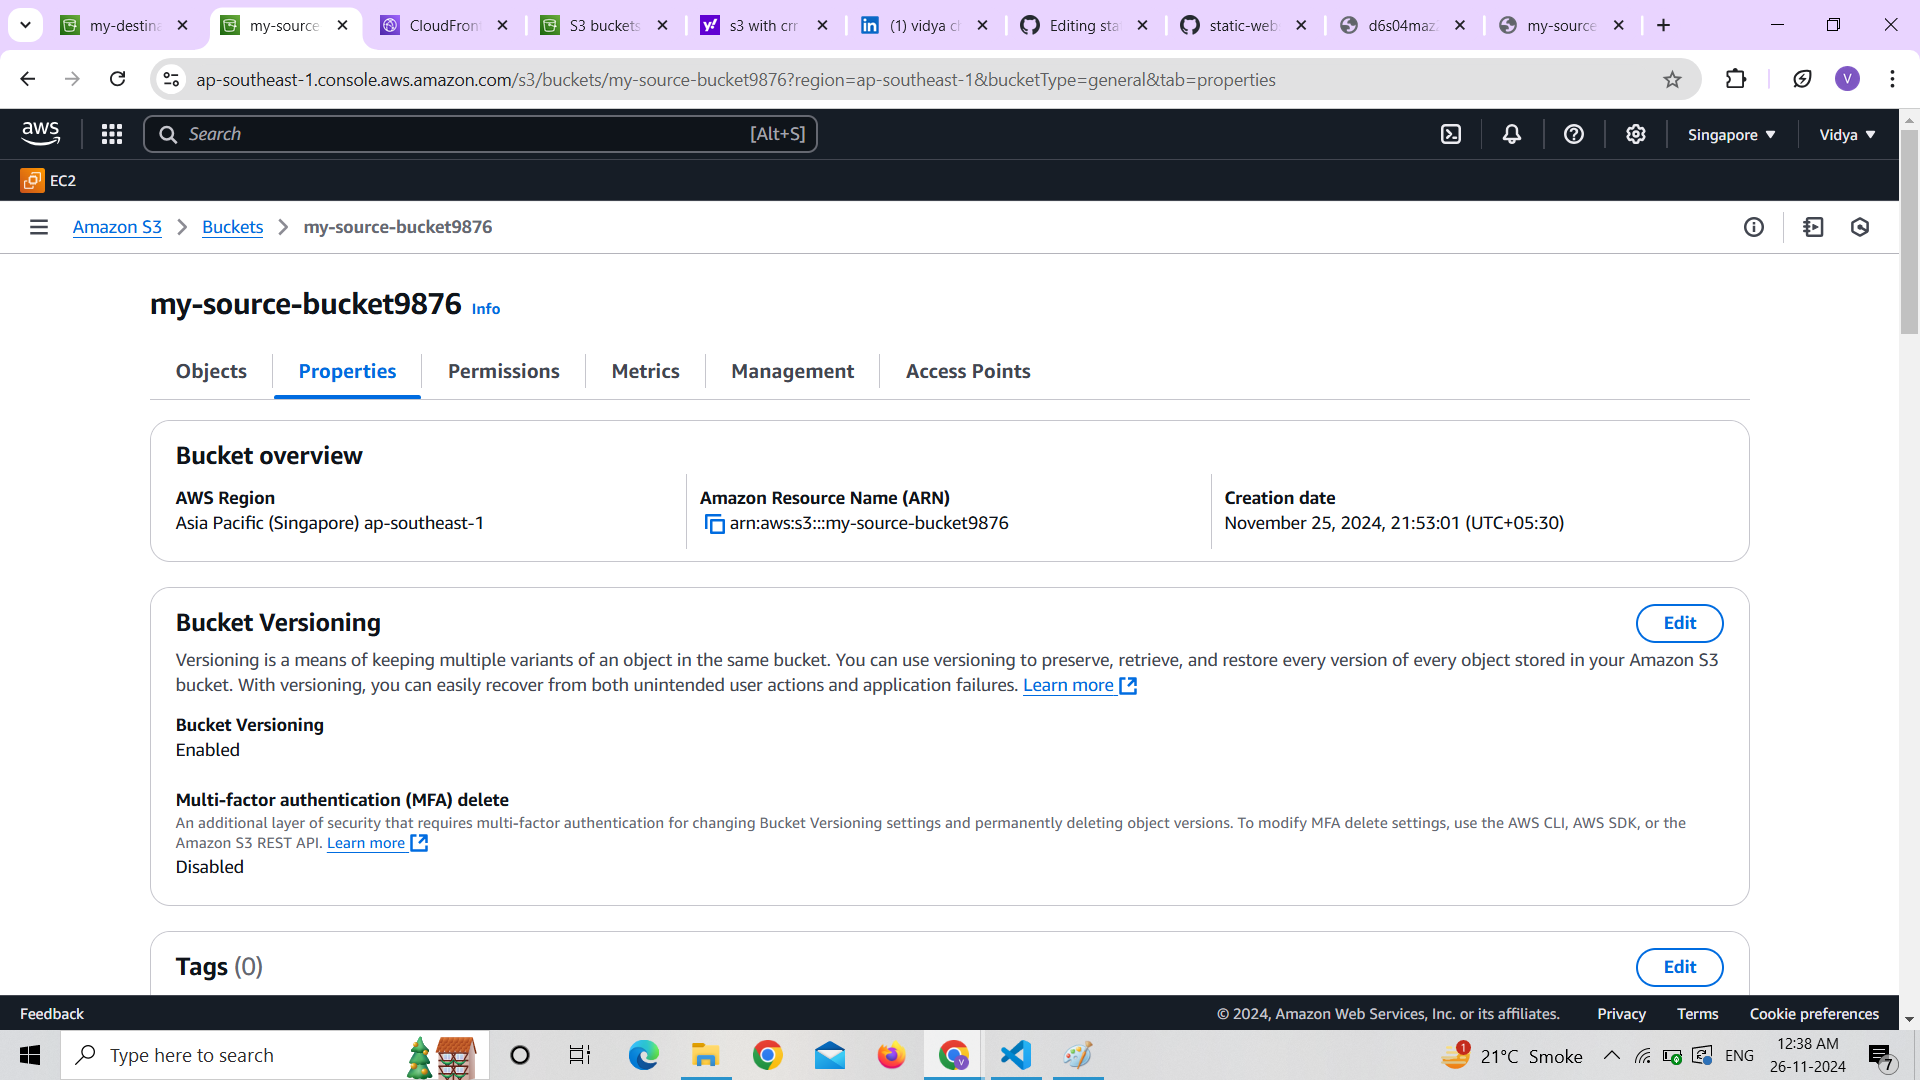 my-destina
my-source
CloudFron
S3 buckets
s3 with crr
(1) vidya ch
Editing sta
static-web
d6s04maz
my-source
ap-southeast-1.console.aws.amazon.com/s3/buckets/my-source-bucket9876?region=ap-southeast-1&bucketType=general&tab=properties
V
aws
Search
[Alt+S]
Singapore
Vidya
EC2
Amazon S3
Buckets
my-source-bucket9876
my-source-bucket9876 Info
Objects
Properties
Permissions
Metrics
Management
Access Points
Bucket overview
AWS Region
Asia Pacific (Singapore) ap-southeast-1
Amazon Resource Name (ARN)
arn:aws:s3:::my-source-bucket9876
Creation date
November 25, 2024, 21:53:01 (UTC+05:30)
Bucket Versioning
Edit
Versioning is a means of keeping multiple variants of an object in the same bucket. You can use versioning to preserve, retrieve, and restore every version of every object stored in your Amazon S3
bucket. With versioning, you can easily recover from both unintended user actions and application failures. Learn more
Bucket Versioning
Enabled
Multi-factor authentication (MFA) delete
An additional layer of security that requires multi-factor authentication for changing Bucket Versioning settings and permanently deleting object versions. To modify MFA delete settings, use the AWS CLI, AWS SDK, or the
Amazon S3 REST API. Learn more
Disabled
Tags (0)
Edit
Feedback
© 2024, Amazon Web Services, Inc. or its affiliates.
Privacy
Terms
Cookie preferences
Type here to search
1
21°C Smoke
ENG
12:38 AM
26-11-2024
7